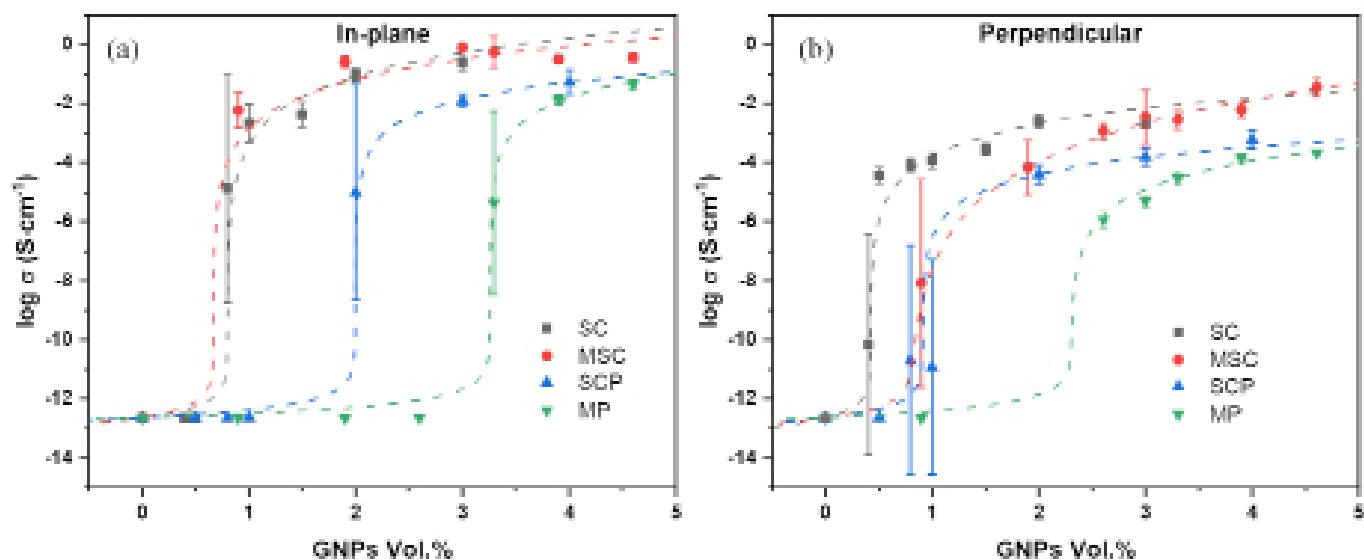 (a)
In-plane
log σ (S·cm⁻¹)
0
-2
-4
-6
-8
-10
-12
-14
SC
MSC
SCP
MP
0
1
2
3
4
5
GNPs Vol.%
(b)
Perpendicular
log σ (S·cm⁻¹)
0
-2
-4
-6
-8
-10
-12
-14
SC
MSC
SCP
MP
0
1
2
3
4
5
GNPs Vol.%